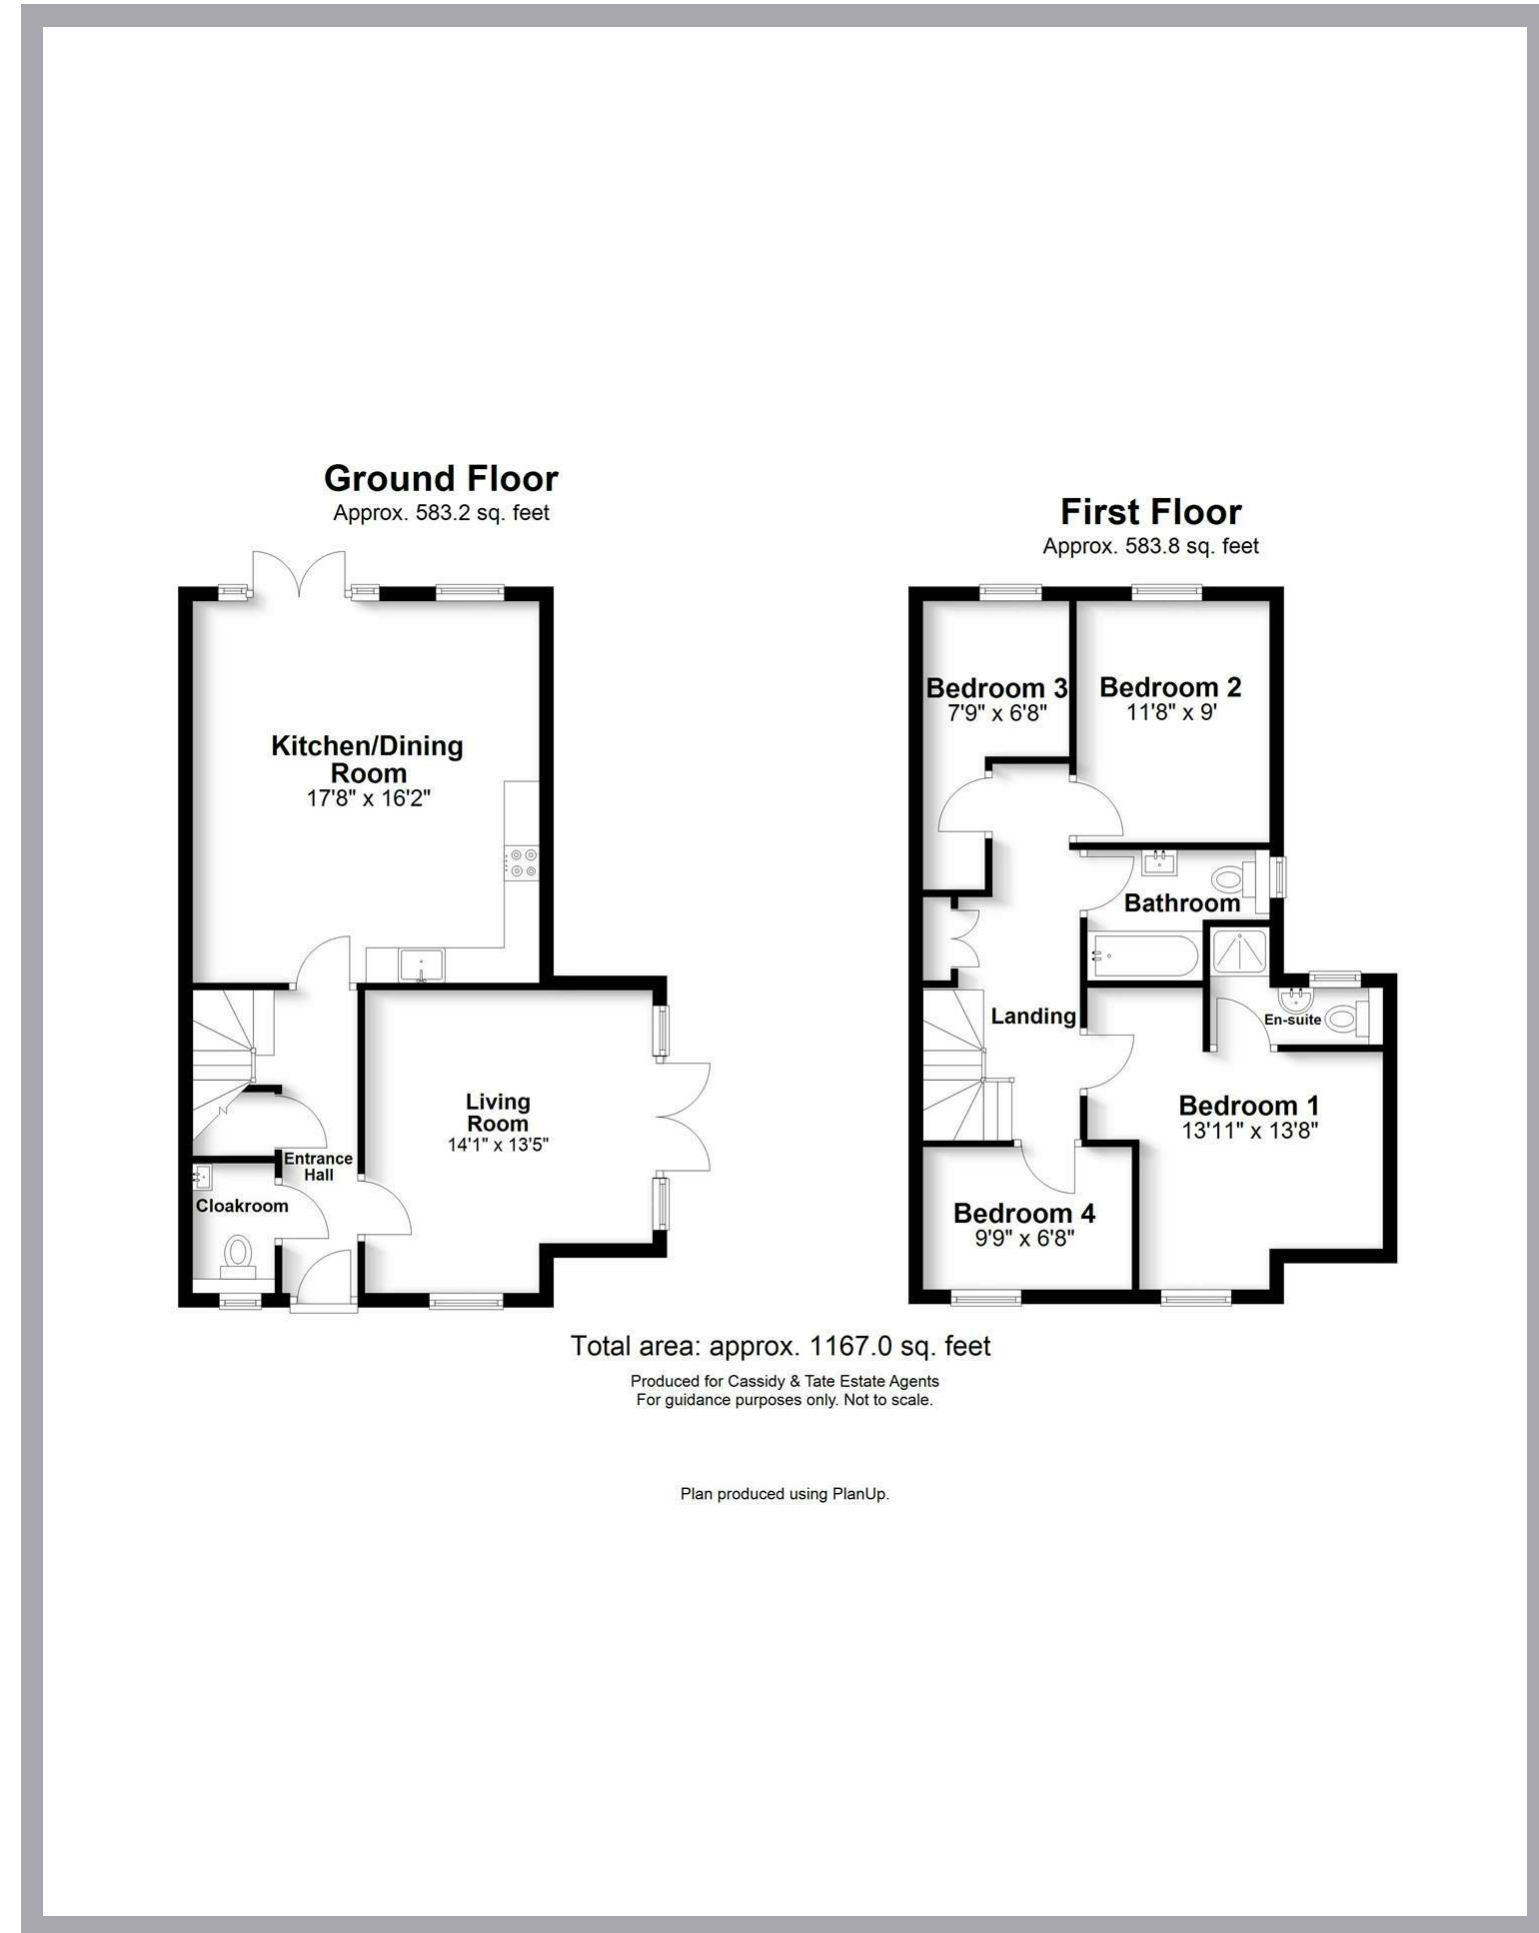 Ground Floor
Approx. 583.2 sq. feet
Kitchen/Dining
Room
17'8" x 16'2"
Living
Room
14'1" x 13'5"
Entrance
Hall
Cloakroom
First Floor
Approx. 583.8 sq. feet
Bedroom 3
7'9" x 6'8"
Bedroom 2
11'8" x 9'
Bathroom
Landing
En-suite
Bedroom 1
13'11" x 13'8"
Bedroom 4
9'9" x 6'8"
Total area: approx. 1167.0 sq. feet
Produced for Cassidy & Tate Estate Agents
For guidance purposes only. Not to scale.
Plan produced using PlanUp.